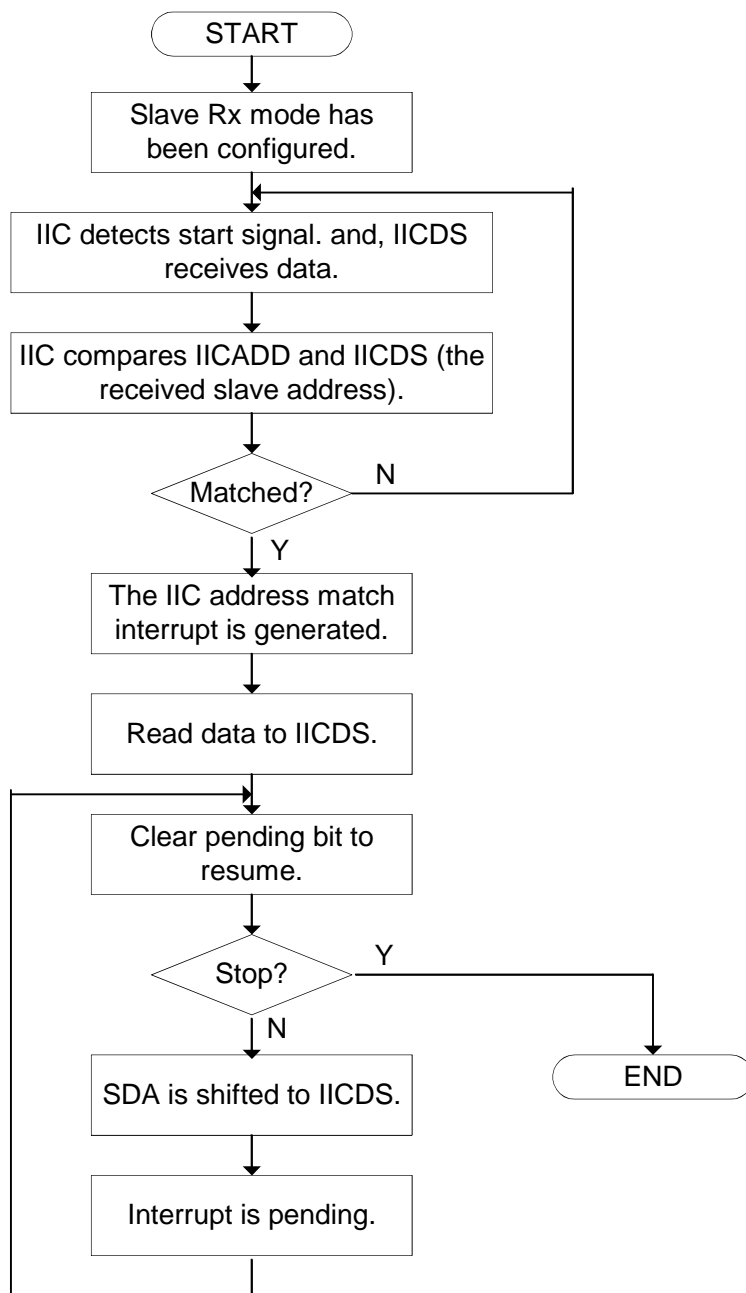 START
Slave Rx mode has
been configured.
IIC detects start signal. and, IICDS
receives data.
IIC compares IICADD and IICDS (the
received slave address).
Matched?
N
Y
The IIC address match
interrupt is generated.
Read data to IICDS.
Clear pending bit to
resume.
Stop?
Y
N
SDA is shifted to IICDS.
END
Interrupt is pending.